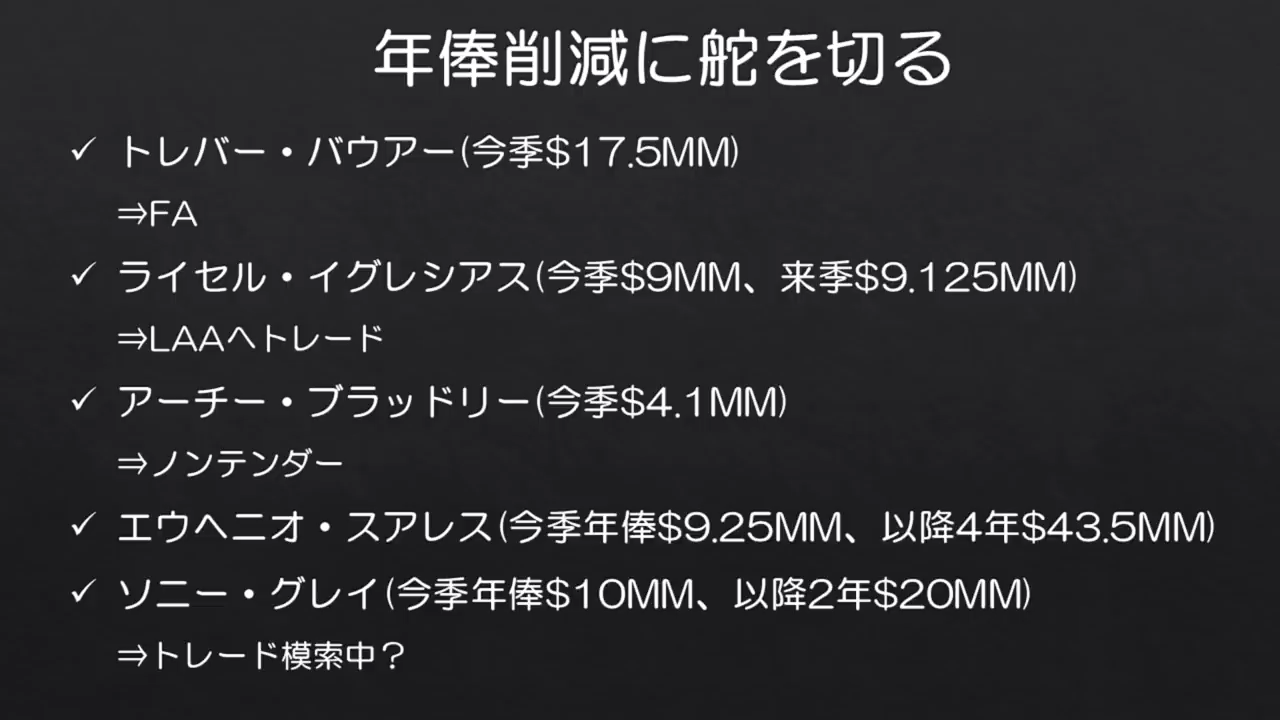 年俸削減に舵を切る
✓ トレバー・バウアー(今季$17.5MM)
⇒FA
✓ ライセル・イグレシアス(今季$9MM、来季$9.125MM)
⇒LAAへトレード
✓ アーチー・ブラッドリー(今季$4.1MM)
⇒ノンテンダー
✓ エウヘニオ・スアレス(今季年俸$9.25MM、以降4年$43.5MM)
✓ ソニー・グレイ(今季年俸$10MM、以降2年$20MM)
⇒トレード模索中？